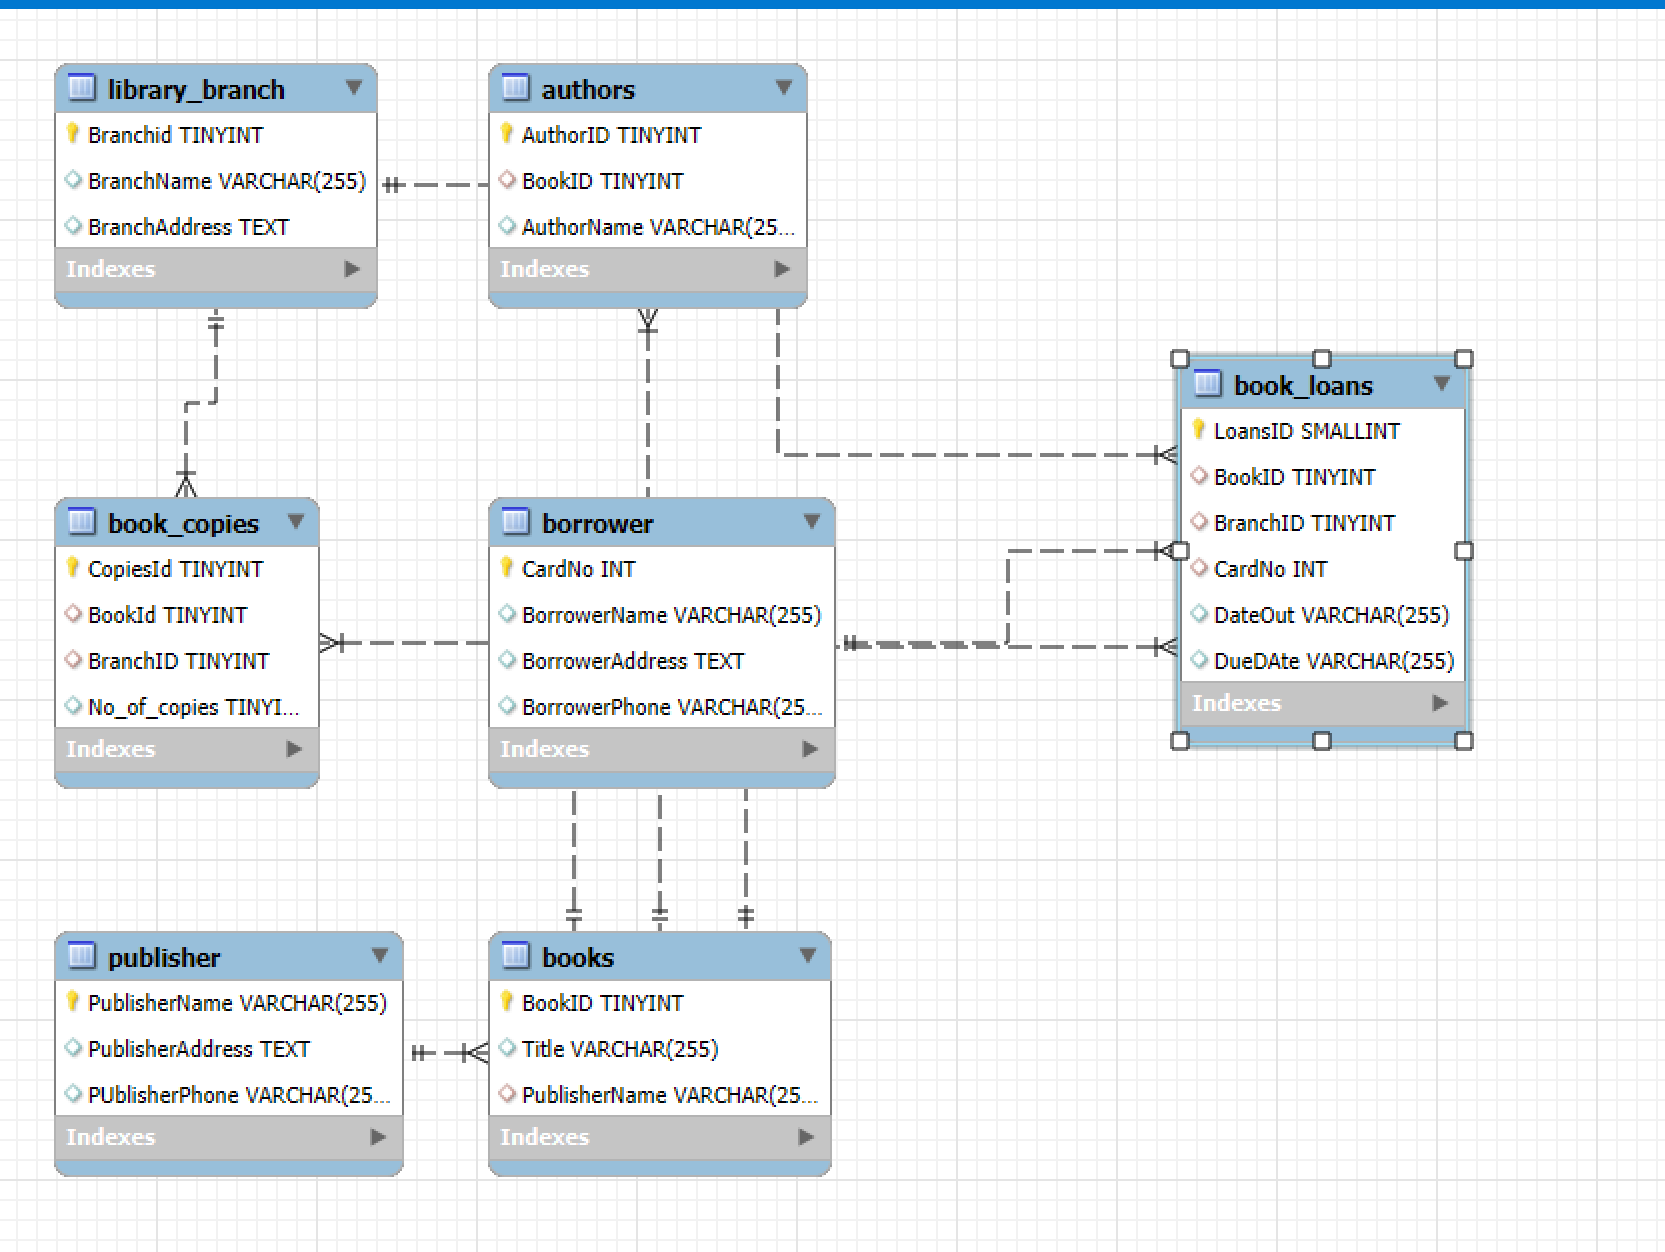 library_branch
Branchid TINYINT
BranchName VARCHAR(255)
BranchAddress TEXT
Indexes
authors
AuthorID TINYINT
BookID TINYINT
AuthorName VARCHAR(25...
Indexes
book_loans
LoansID SMALLINT
BookID TINYINT
BranchID TINYINT
CardNo INT
DateOut VARCHAR(255)
DueDAte VARCHAR(255)
Indexes
book_copies
CopiesId TINYINT
BookId TINYINT
BranchID TINYINT
No_of_copies TINYI...
Indexes
borrower
CardNo INT
BorrowerName VARCHAR(255)
BorrowerAddress TEXT
BorrowerPhone VARCHAR(25...
Indexes
publisher
PublisherName VARCHAR(255)
PublisherAddress TEXT
PUblisherPhone VARCHAR(25...
Indexes
books
BookID TINYINT
Title VARCHAR(255)
PublisherName VARCHAR(25...
Indexes